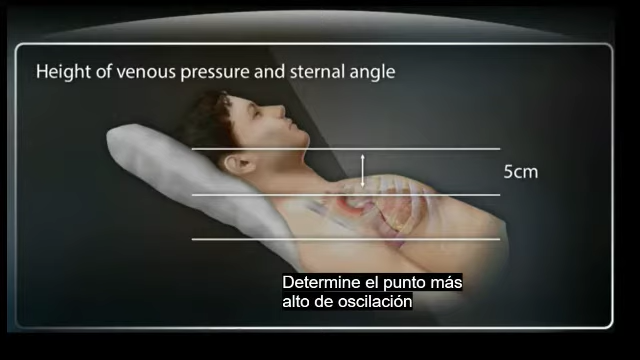 Height of venous pressure and sternal angle
5cm
Determine el punto más
alto de oscilación